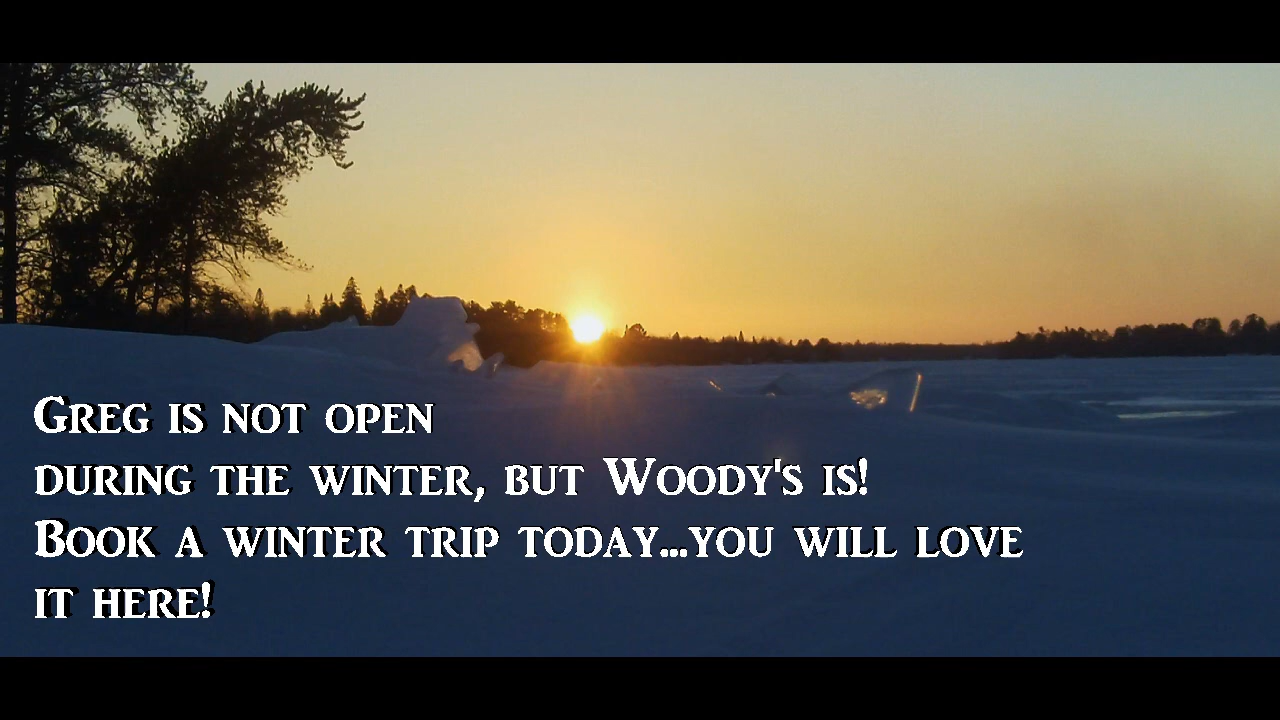 Greg is not open
during the winter, but Woody's is!
Book a winter trip today...you will love
it here!